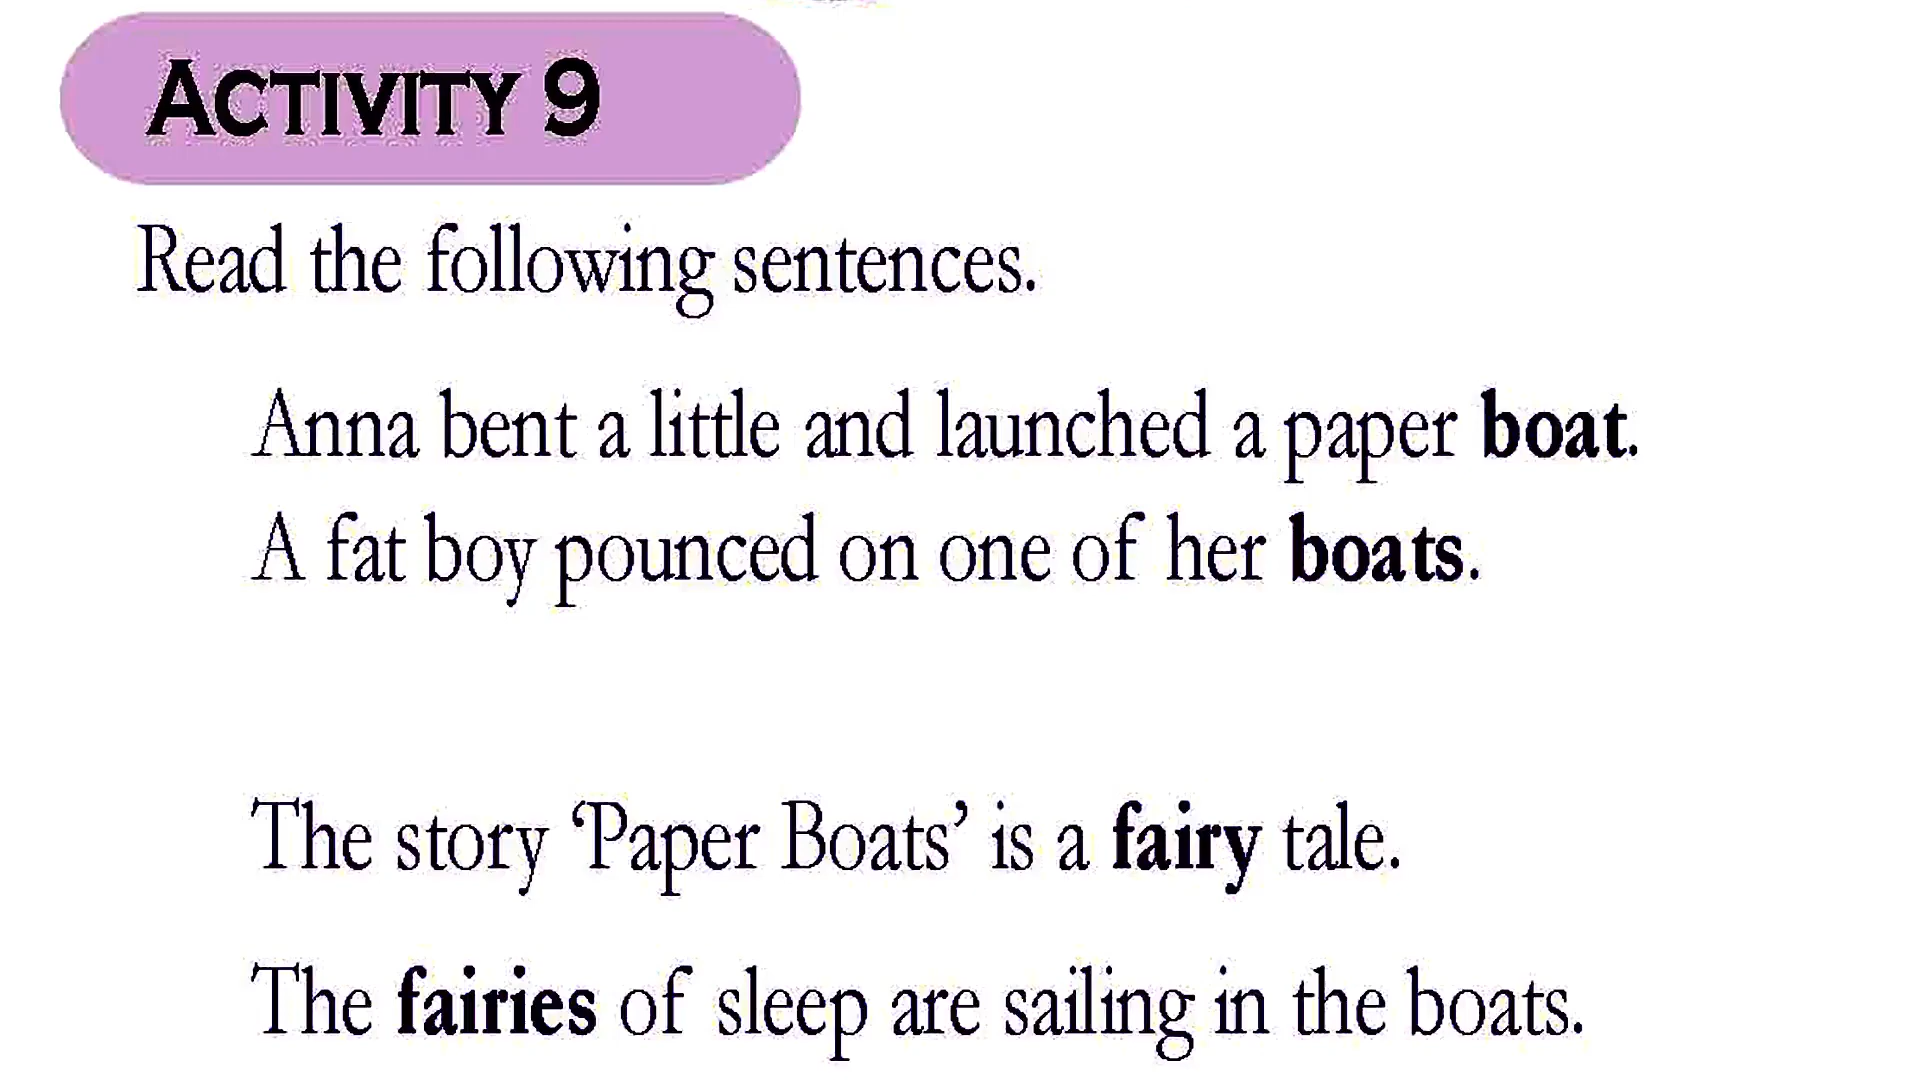 ACTIVITY 9
Read the following sentences.
Anna bent a little and launched a paper boat.
A fat boy pounced on one of her boats.
The story ‘Paper Boats’ is a fairy tale.
The fairies of sleep are sailing in the boats.